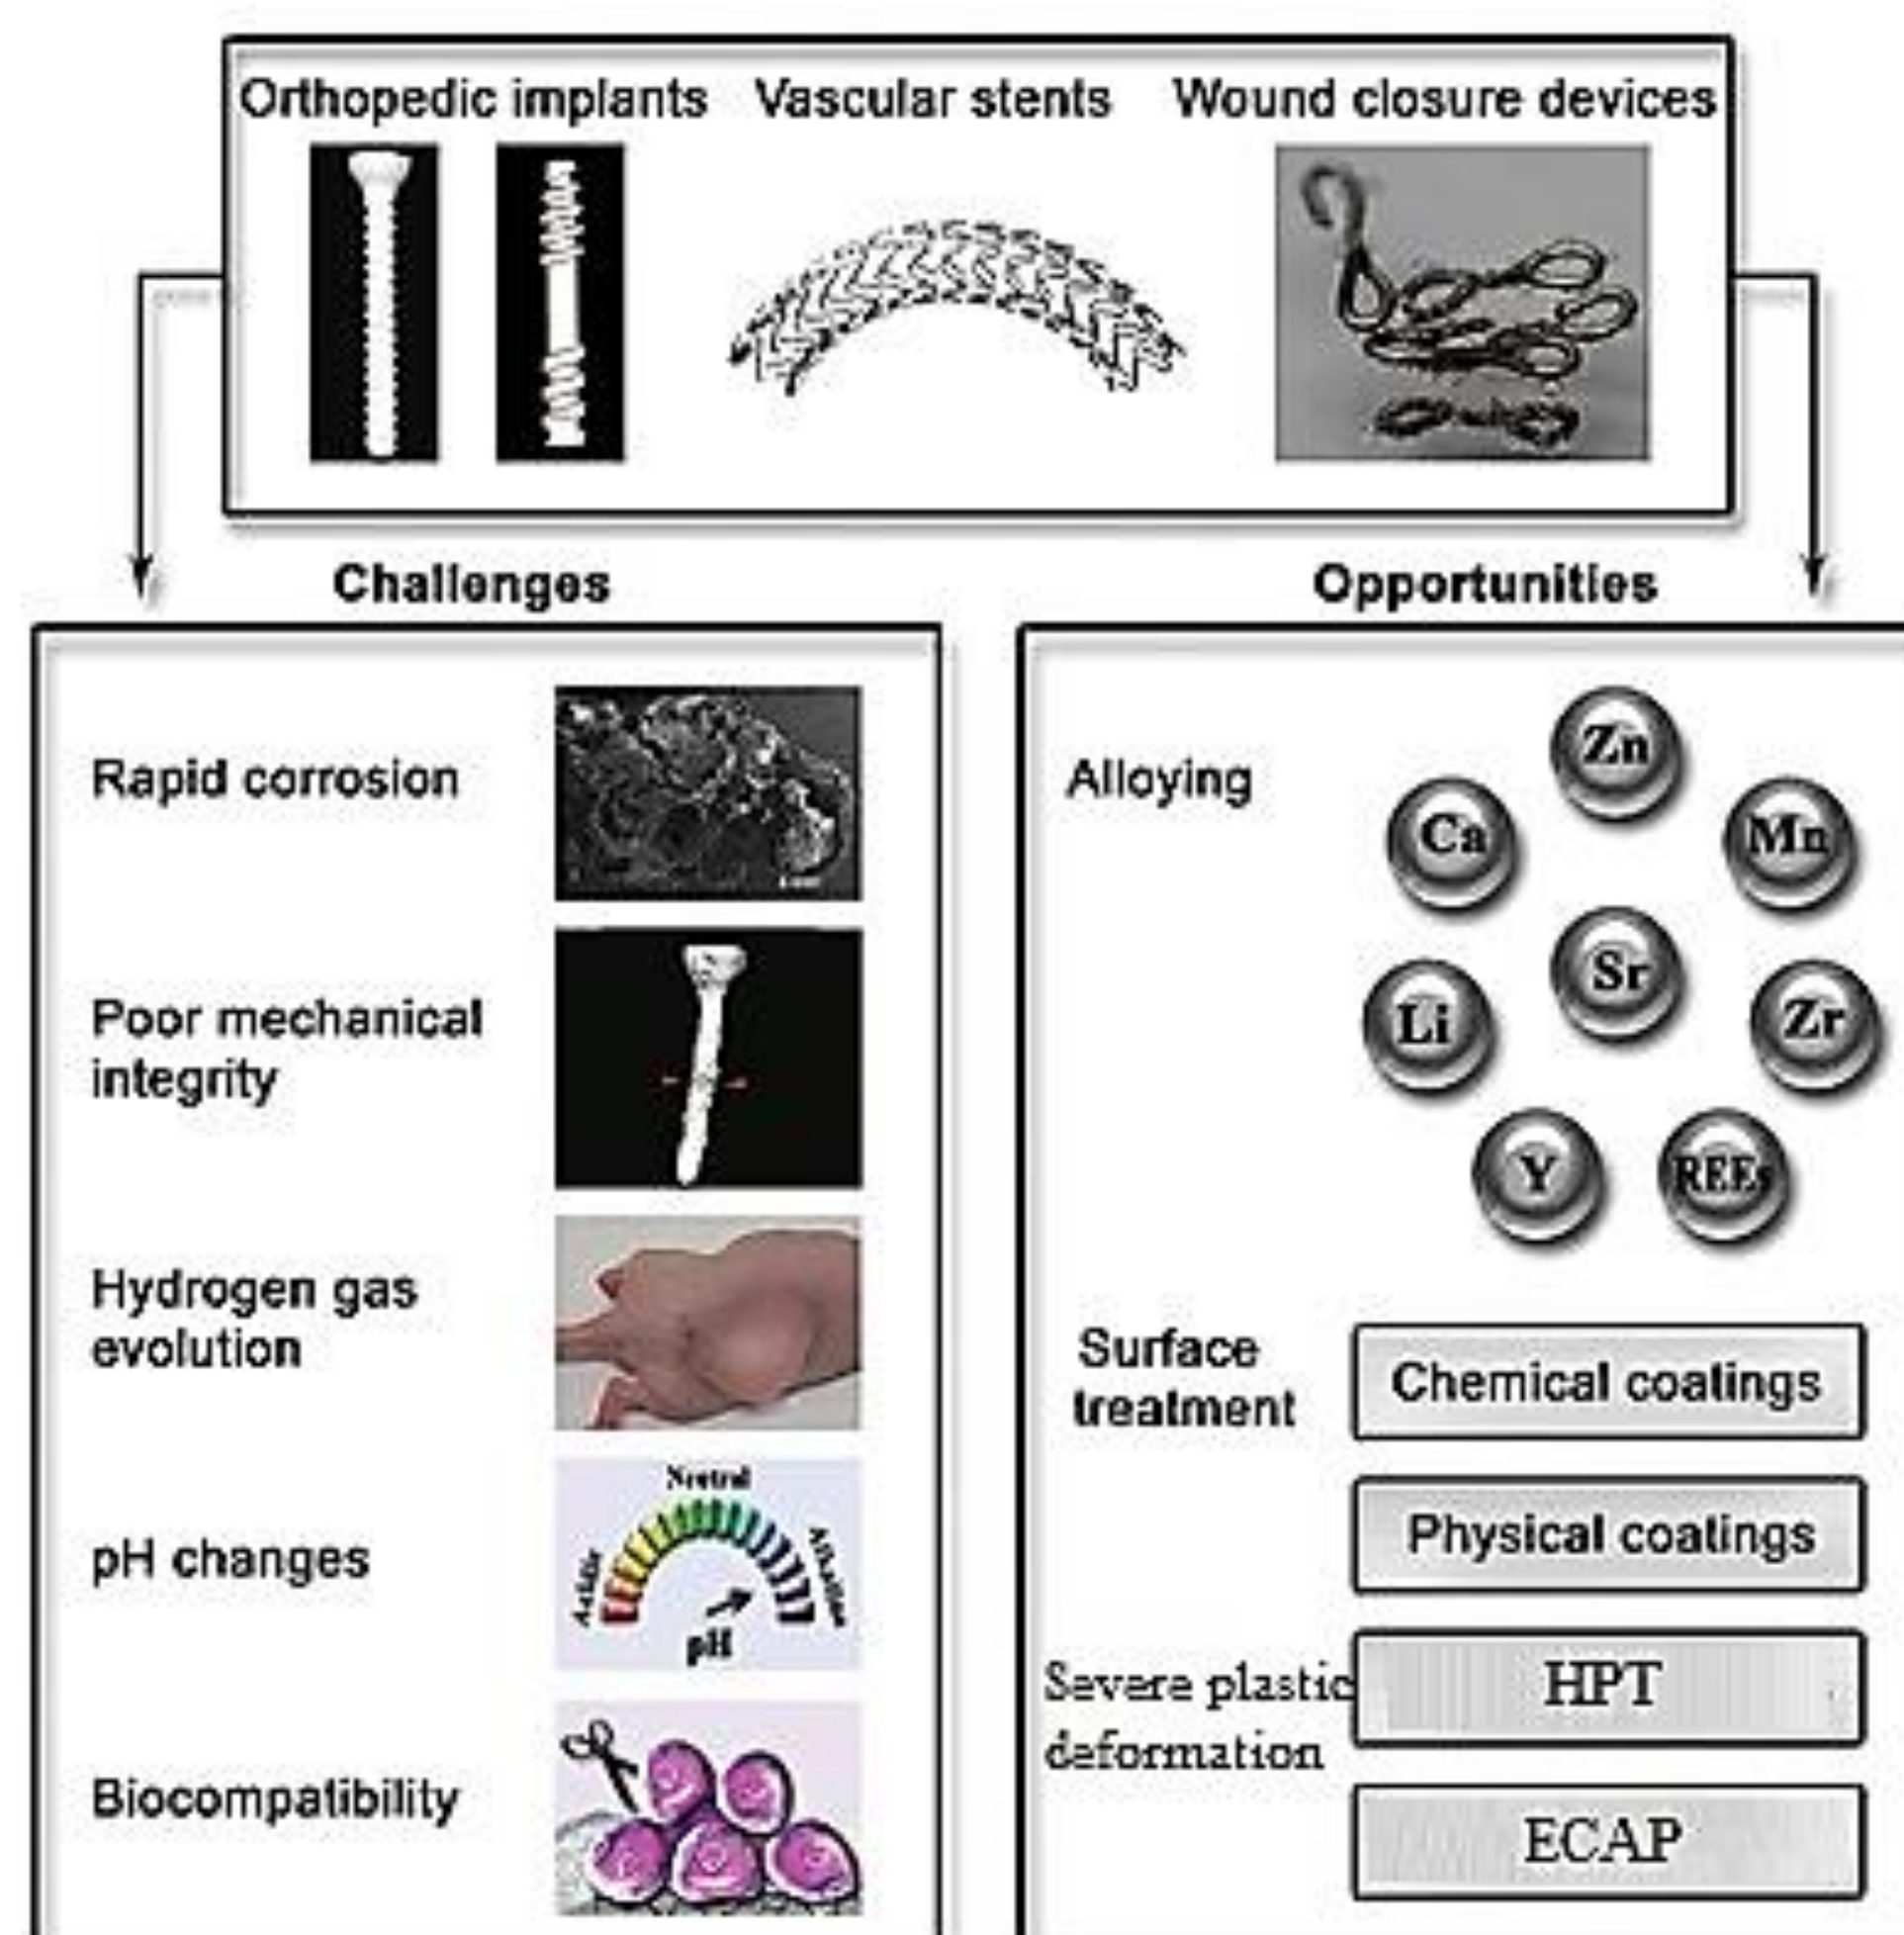 Orthopedic implants Vascular stents Wound closure devices
Challenges
Rapid corrosion
Poor mechanical
integrity
Hydrogen gas
evolution
pH changes
Neutral
Acidic
Alkaline
pH
Biocompatibility
Opportunities
Alloying
Zn
Ca
Mn
Sr
Li
Zr
Y
REEs
Surface
treatment
Chemical coatings
Physical coatings
Severe plastic
deformation
HPT
ECAP